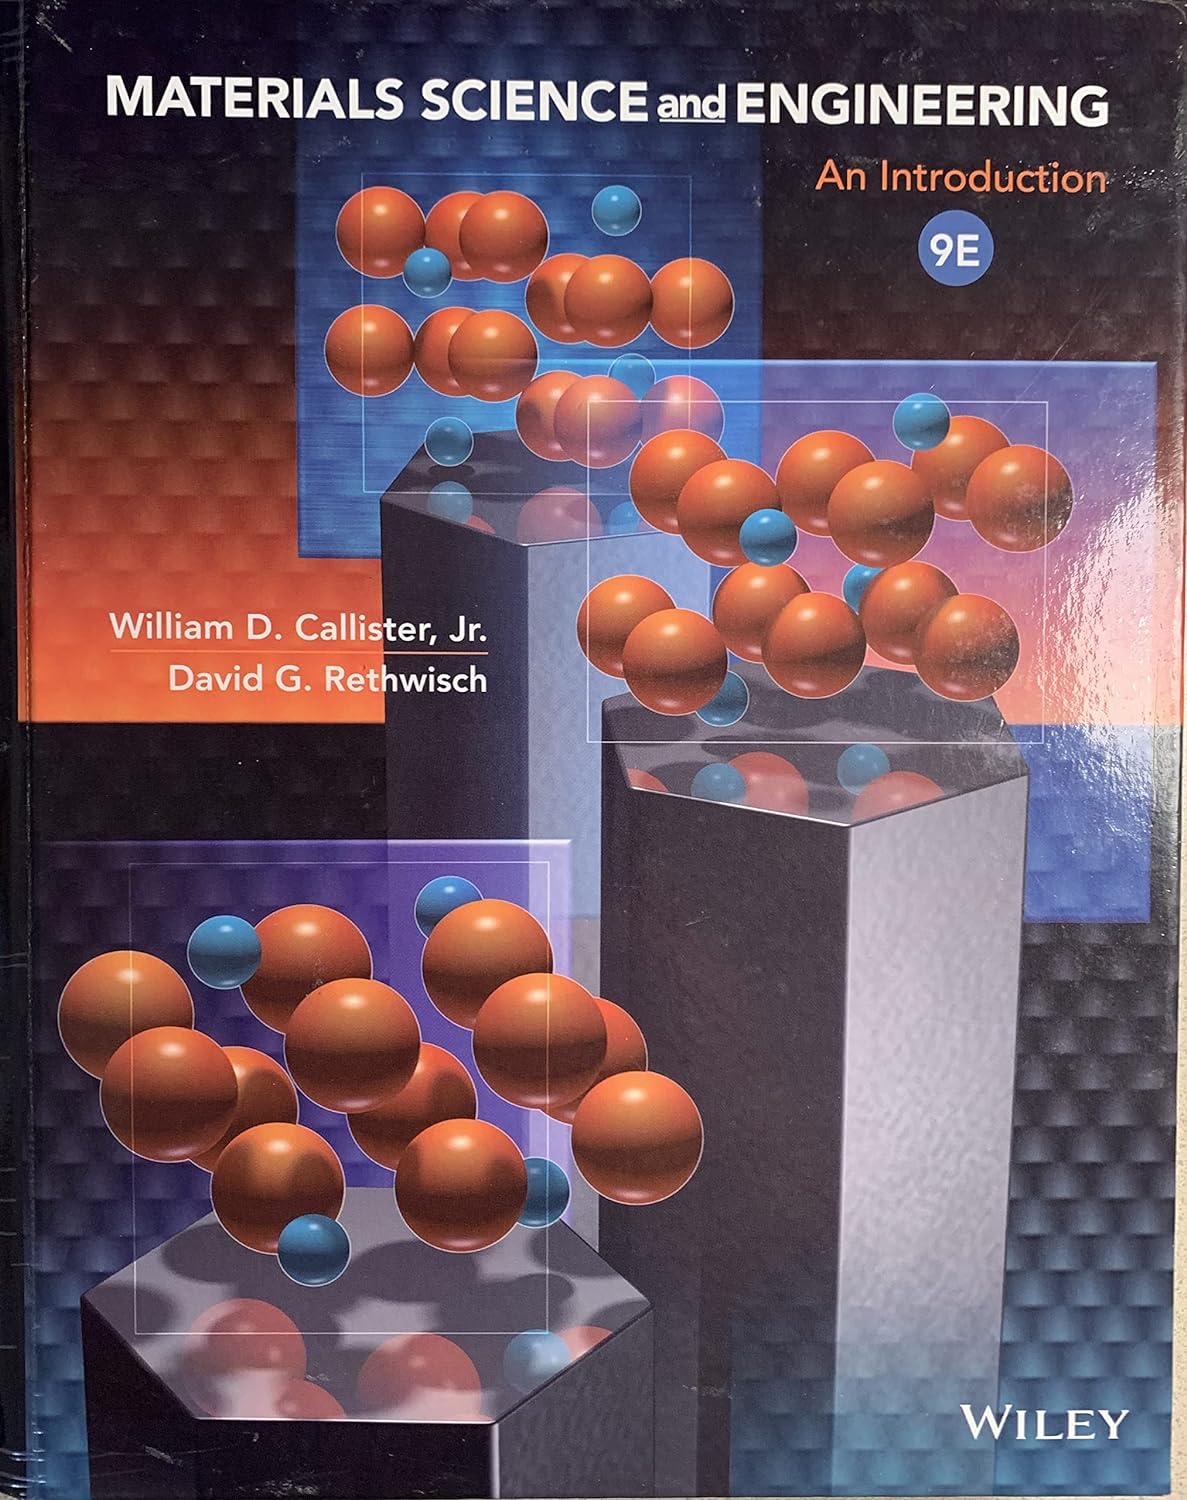 MATERIALS SCIENCE and ENGINEERING
An Introduction
9E
William D. Callister, Jr.
David G. Rethwisch
WILEY